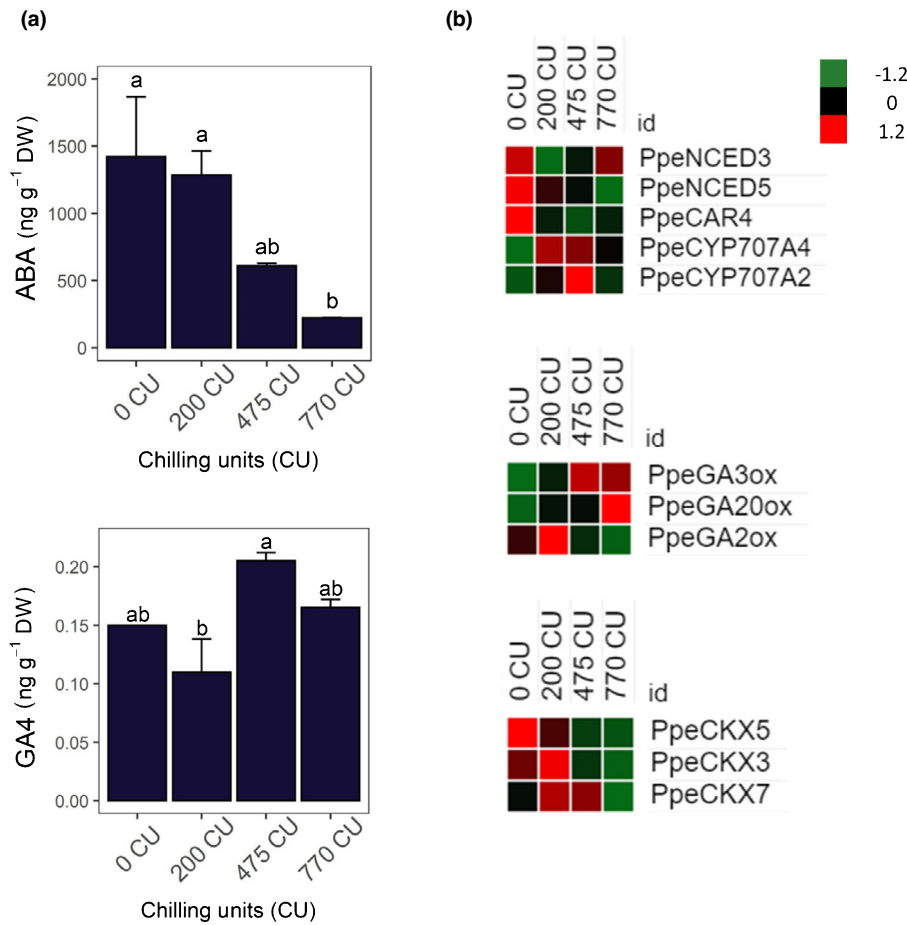 (a)
ABA (ng g⁻¹ DW)
2000
1500
1000
500
0
a
a
ab
b
0 CU
200 CU
475 CU
770 CU
Chilling units (CU)
GA4 (ng g⁻¹ DW)
0.20
0.15
0.10
0.05
0.00
ab
b
a
ab
0 CU
200 CU
475 CU
770 CU
Chilling units (CU)
(b)
-1.2
0
1.2
0 CU
200 CU
475 CU
770 CU
id
PpeNCED3
PpeNCED5
PpeCAR4
PpeCYP707A4
PpeCYP707A2
0 CU
200 CU
475 CU
770 CU
id
PpeGA3ox
PpeGA20ox
PpeGA2ox
0 CU
200 CU
475 CU
770 CU
id
PpeCKX5
PpeCKX3
PpeCKX7